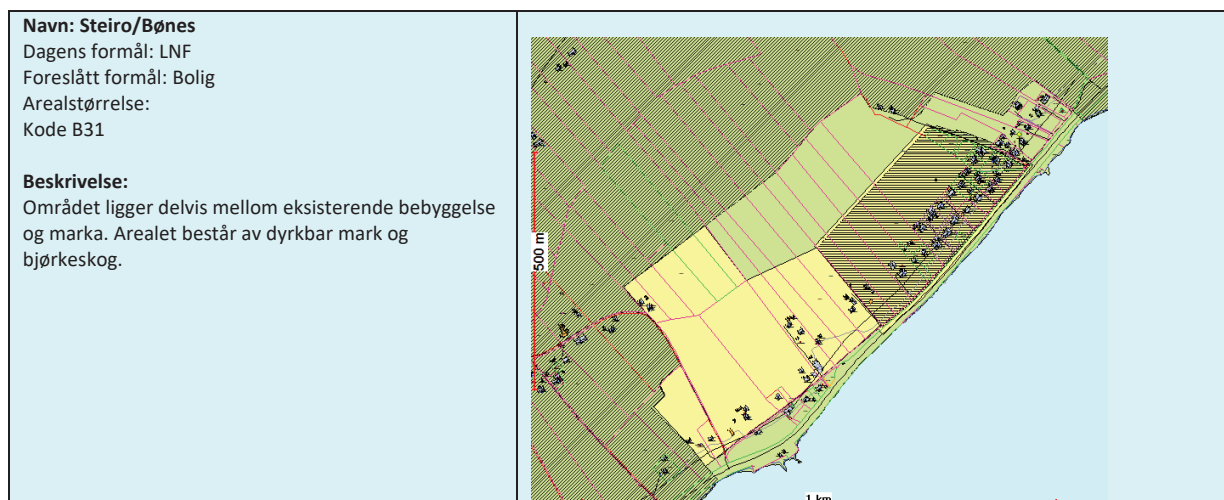 Navn: Steiro/Bønes
Dagens formål: LNF
Foreslått formål: Bolig
Arealstørrelse:
Kode B31
Beskrivelse:
Området ligger delvis mellom eksisterende bebyggelse
og marka. Arealet består av dyrkbar mark og
bjørkeskog.
500 m
1 km